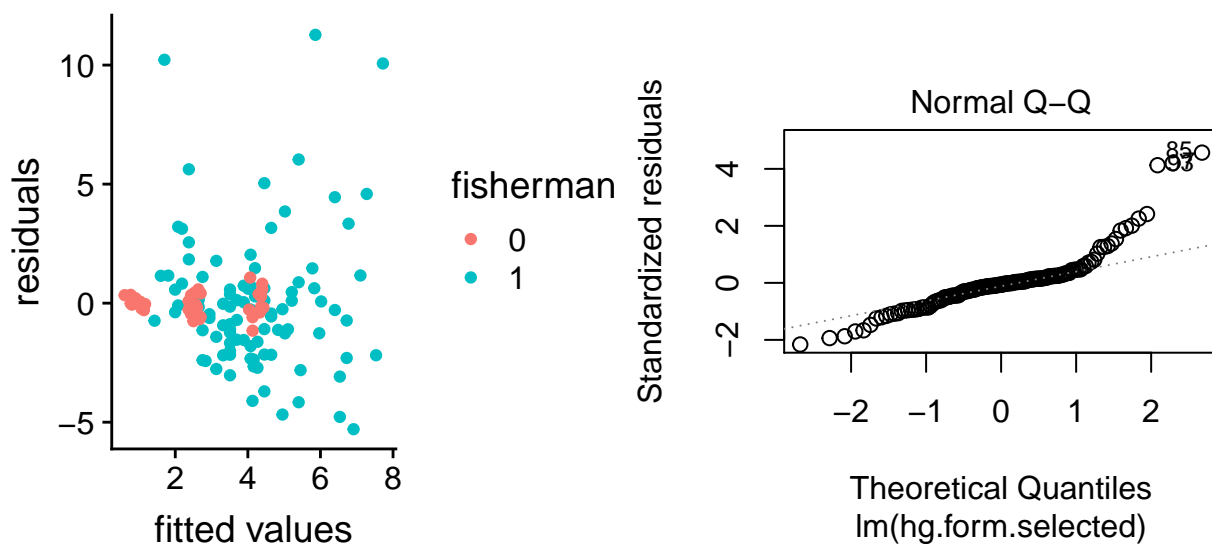 residuals
10
5
0
−5
2 4 6 8
fitted values
fisherman
0
1
Normal Q−Q
Standardized residuals
4
2
0
−2
85
−2 −1 0 1 2
Theoretical Quantiles
lm(hg.form.selected)